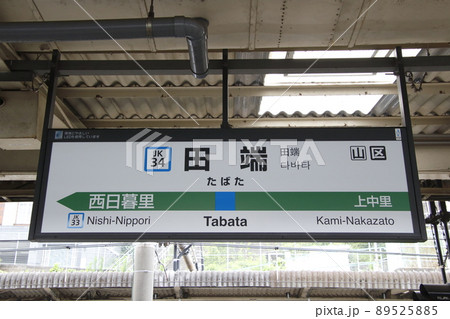 JK
34
田端
田端
다바타
山区
たばた
西日暮里
上中里
JK
33
Nishi-Nippori
Tabata
Kami-Nakazato
pixta.jp - 89525885